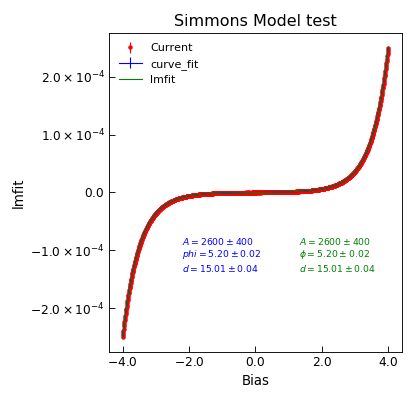 Simmons Model test
Current
curve_fit
lmfit
2.0 × 10⁻⁴
1.0 × 10⁻⁴
0.0
−1.0 × 10⁻⁴
−2.0 × 10⁻⁴
lmfit
A = 2600 ± 400
phi = 5.20 ± 0.02
d = 15.01 ± 0.04
A = 2600 ± 400
ϕ = 5.20 ± 0.02
d = 15.01 ± 0.04
−4.0 −2.0 0.0 2.0 4.0
Bias